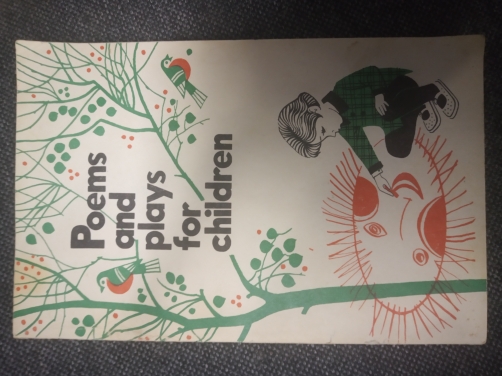 Poems
and
plays
for
children